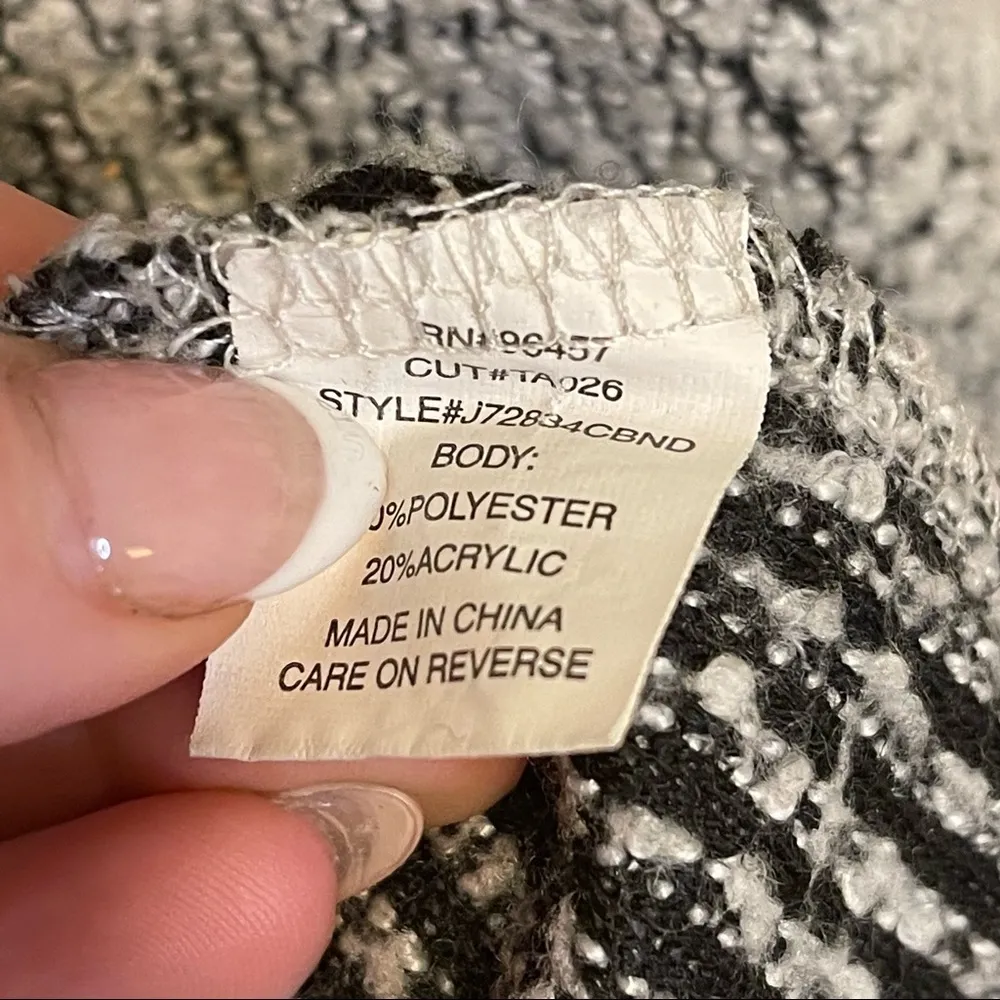 RN#96457
CUT#TA026
STYLE#J72834CBND
BODY:
0%POLYESTER
20%ACRYLIC
MADE IN CHINA
CARE ON REVERSE